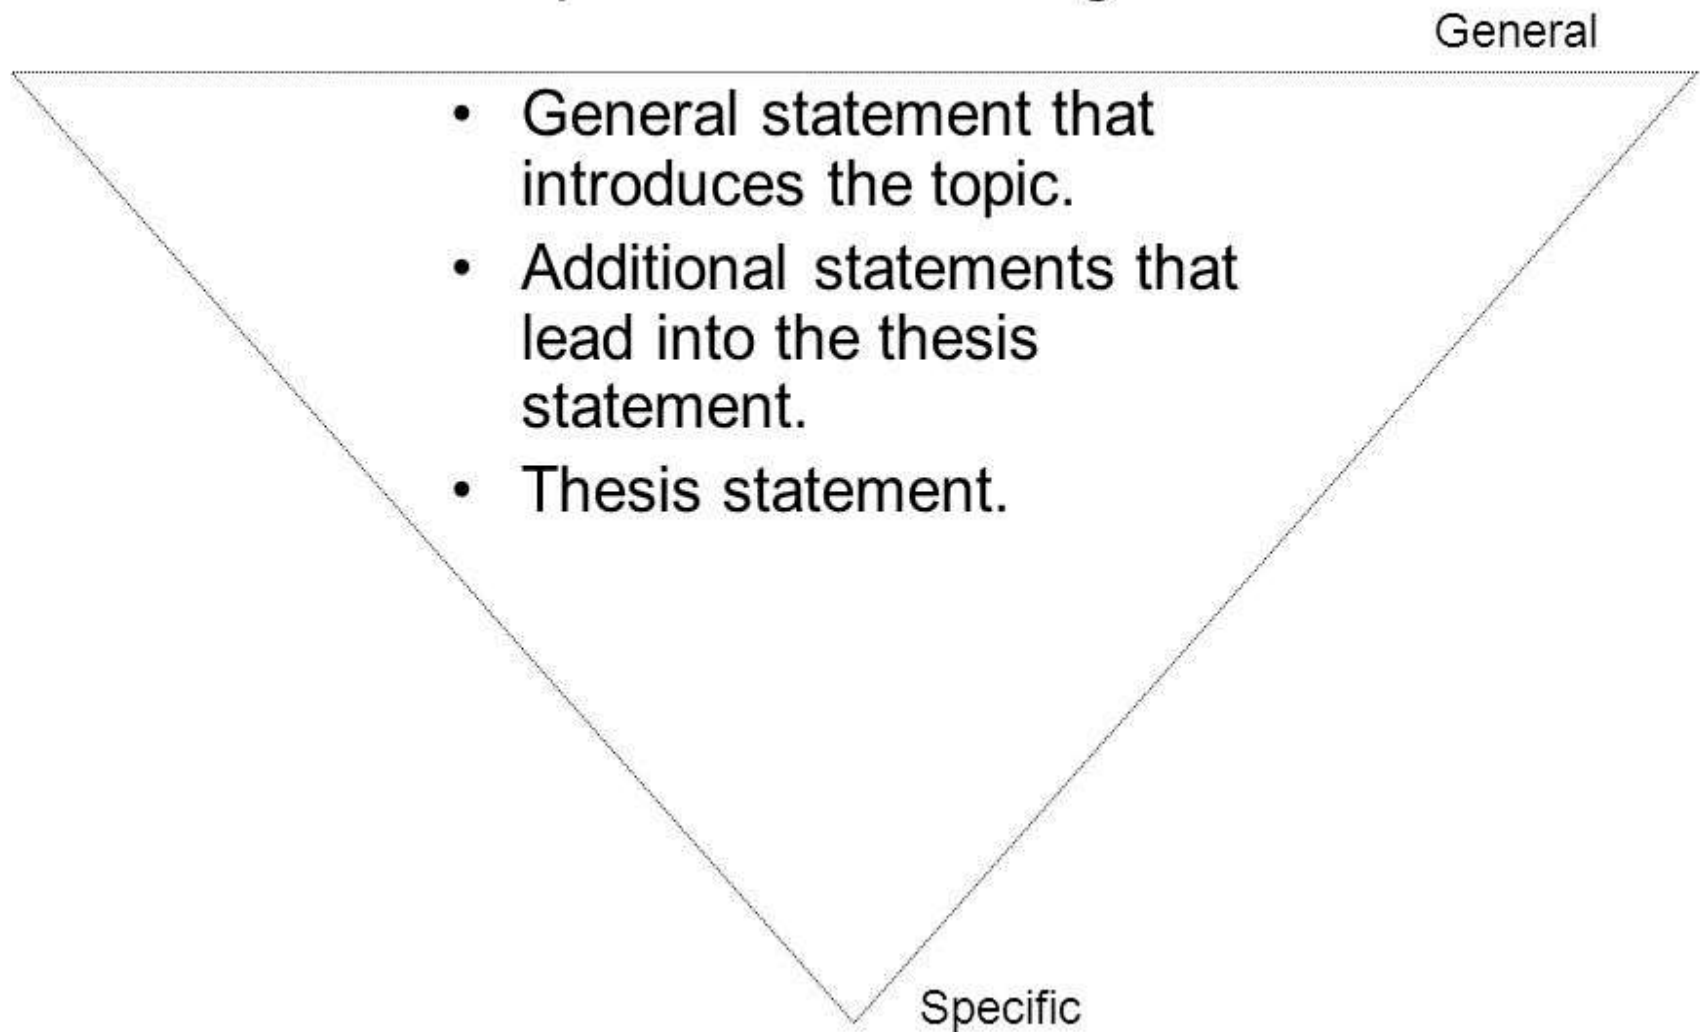 General
• General statement that
introduces the topic.
• Additional statements that
lead into the thesis
statement.
• Thesis statement.
Specific